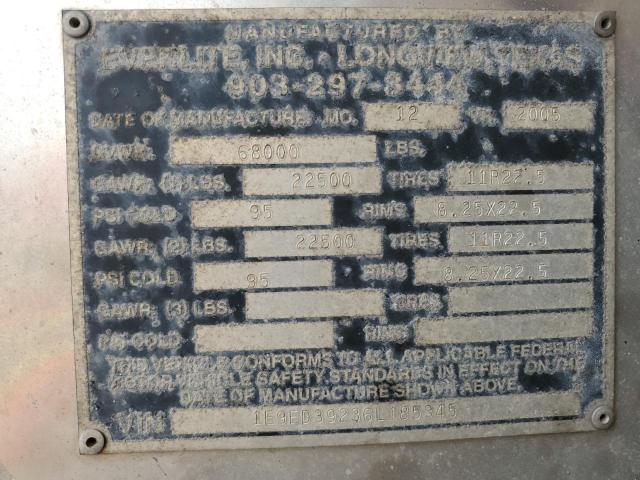 MANUFACTURED BY
EVERLITE, INC. - LONGVIEW, TEXAS
903-297-8444
DATE OF MANUFACTURE: MO. 12 YR. 2005
GVWR. 68000 LBS.
GAWR. (1) LBS. 22500 TIRES 11R22.5
PSI COLD 95 RIMS 8.25X22.5
GAWR. (2) LBS. 22500 TIRES 11R22.5
PSI COLD 95 RIMS 8.25X22.5
GAWR. (3) LBS.
PSI COLD RIMS
THIS VEHICLE CONFORMS TO ALL APPLICABLE FEDERAL
MOTOR VEHICLE SAFETY STANDARDS IN EFFECT ON THE
DATE OF MANUFACTURE SHOWN ABOVE.
VIN 1E9FD39236L185345